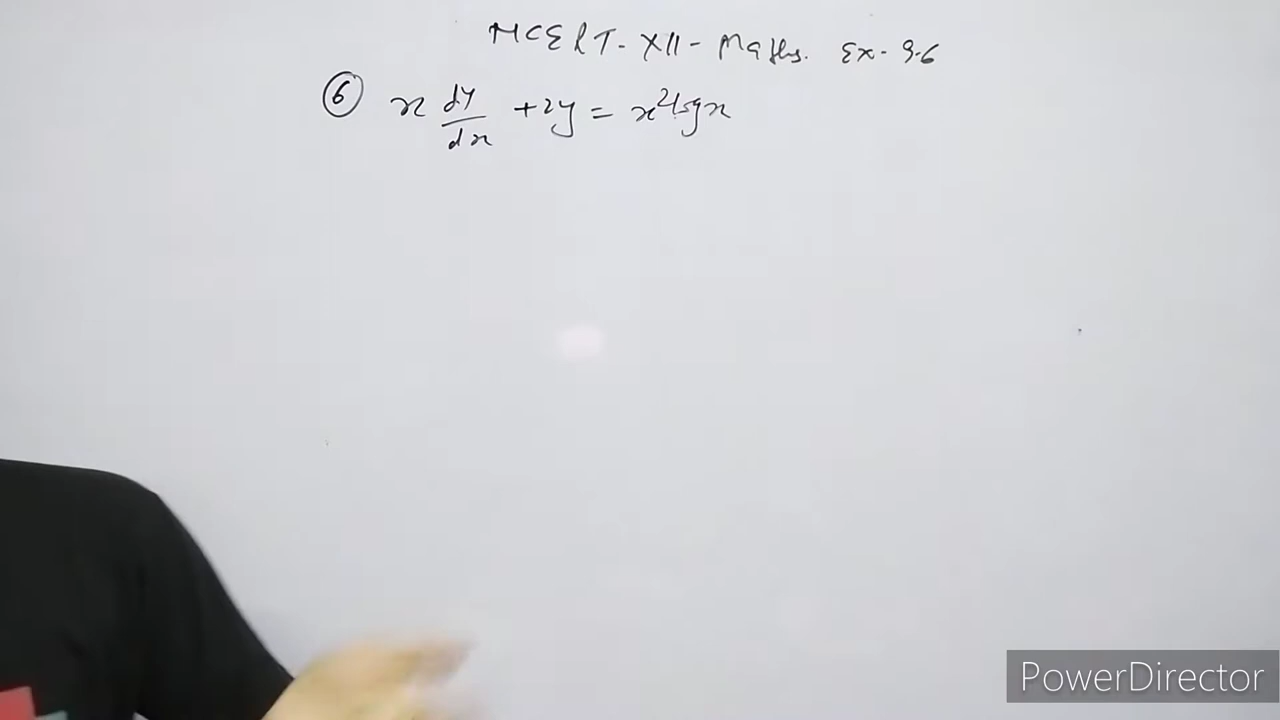 NCERT - XII - Maths. Ex - 9.6
⑥ x dy/dx + 2y = x² log x
PowerDirector